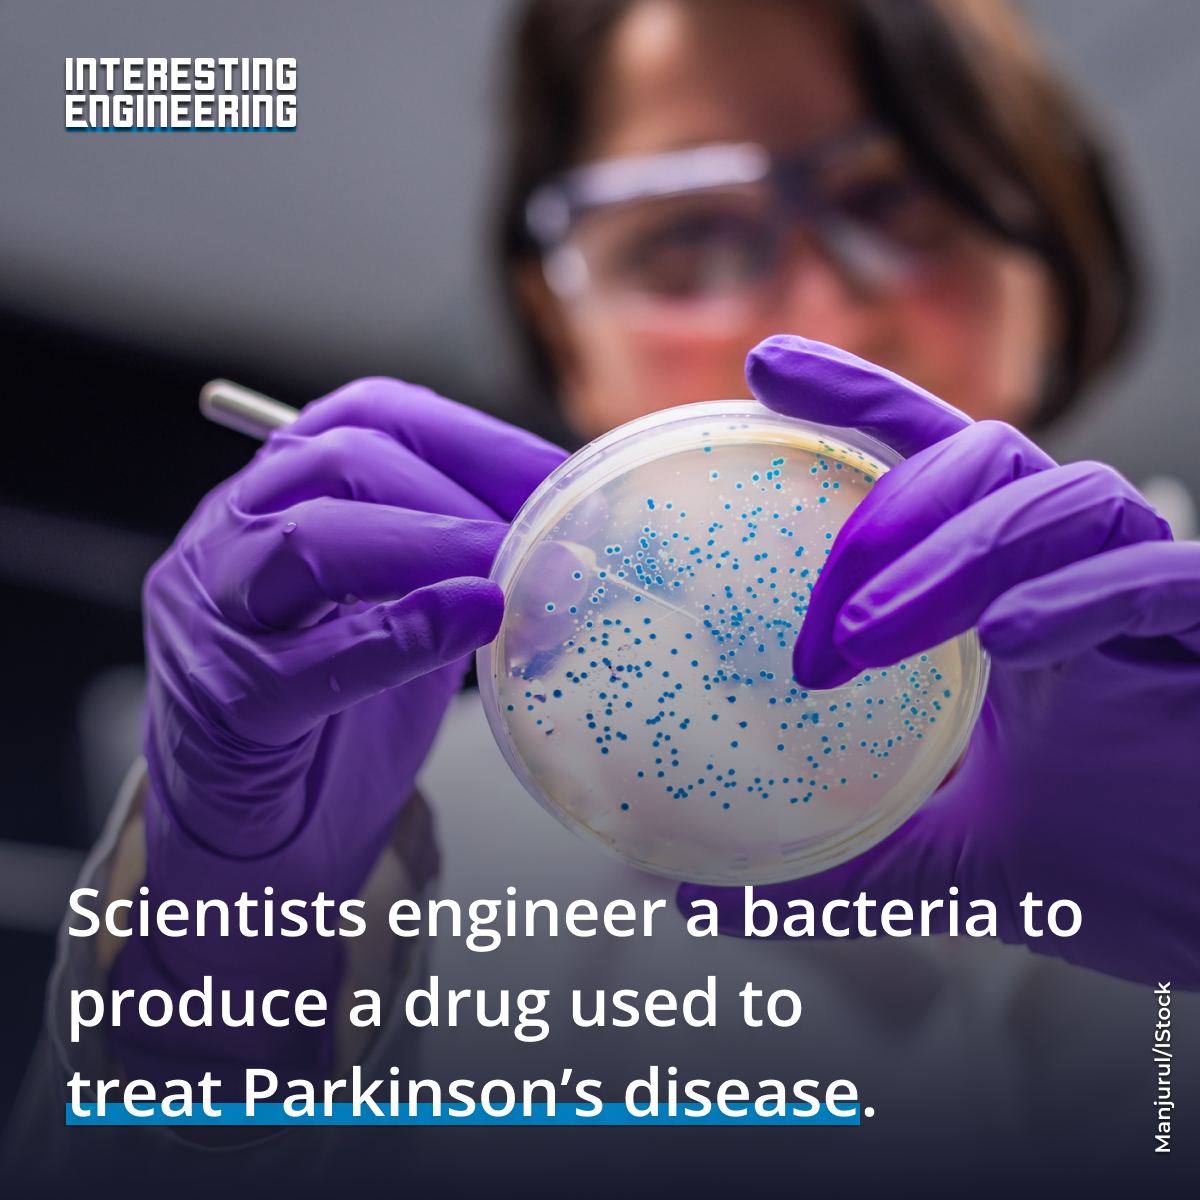 INTERESTING
ENGINEERING
Scientists engineer a bacteria to
produce a drug used to
treat Parkinson’s disease.
Manjurul/IStock